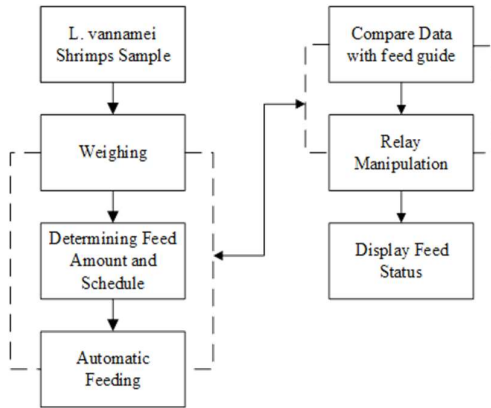 L. vannamei
Shrimps Sample
Weighing
Determining Feed
Amount and
Schedule
Automatic
Feeding
Compare Data
with feed guide
Relay
Manipulation
Display Feed
Status